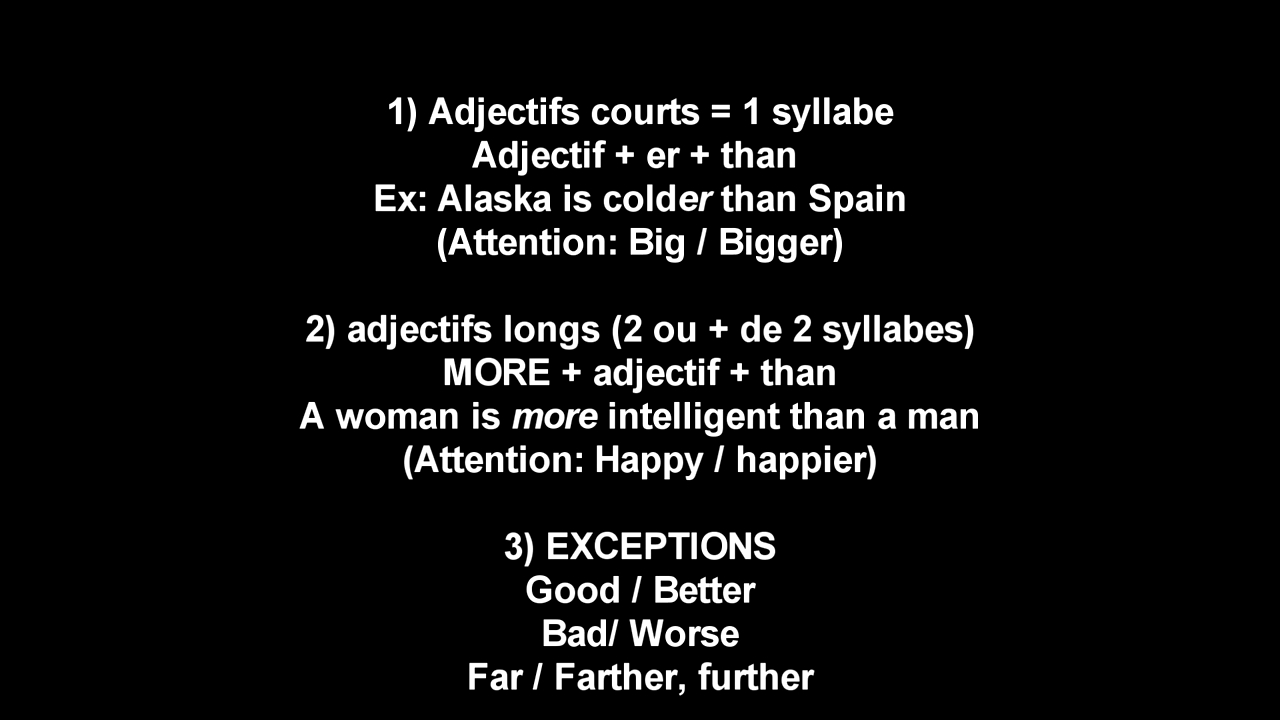 1) Adjectifs courts = 1 syllabe
Adjectif + er + than
Ex: Alaska is colder than Spain
(Attention: Big / Bigger)
2) adjectifs longs (2 ou + de 2 syllabes)
MORE + adjectif + than
A woman is more intelligent than a man
(Attention: Happy / happier)
3) EXCEPTIONS
Good / Better
Bad/ Worse
Far / Farther, further